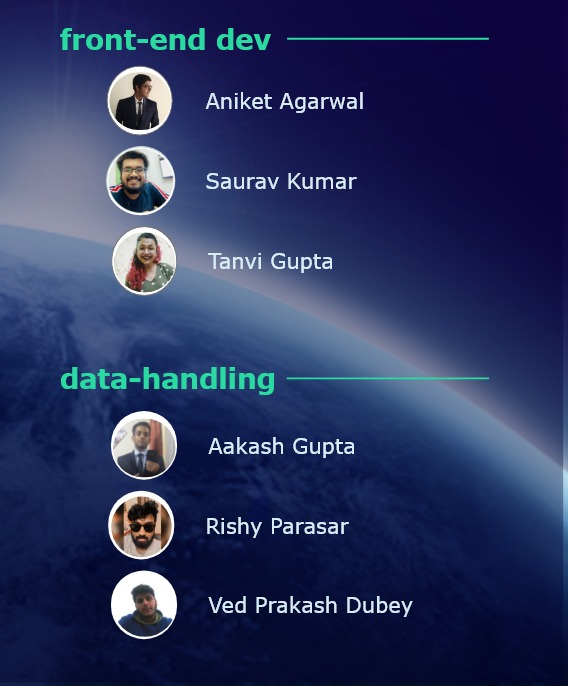 front-end dev
Aniket Agarwal
Saurav Kumar
Tanvi Gupta
data-handling
Aakash Gupta
Rishy Parasar
Ved Prakash Dubey